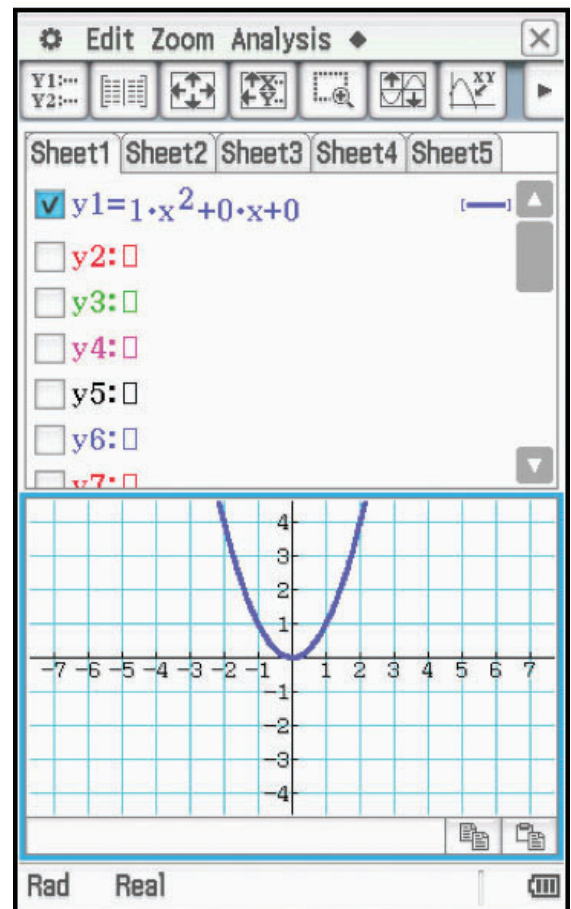 Edit Zoom Analysis ◆
Y1:···
Y2:···
Sheet1 Sheet2 Sheet3 Sheet4 Sheet5
y1=1·x²+0·x+0
y2:□
y3:□
y4:□
y5:□
y6:□
y7:□
4
3
2
1
-7 -6 -5 -4 -3 -2 -1 1 2 3 4 5 6 7
-1
-2
-3
-4
Rad Real